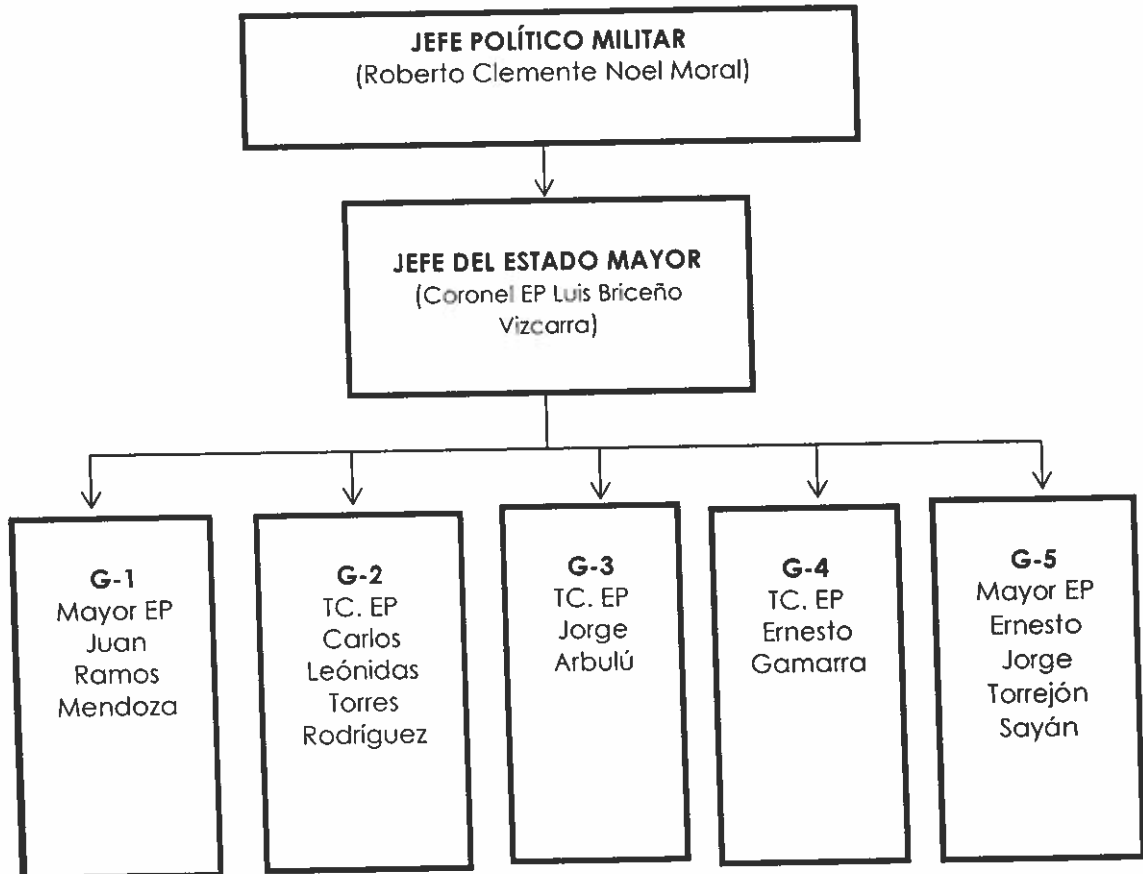 JEFE POLÍTICO MILITAR
(Roberto Clemente Noel Moral)
JEFE DEL ESTADO MAYOR
(Coronel EP Luis Briceño
Vizcarra)
G-1
Mayor EP
Juan
Ramos
Mendoza
G-2
TC. EP
Carlos
Leónidas
Torres
Rodríguez
G-3
TC. EP
Jorge
Arbulú
G-4
TC. EP
Ernesto
Gamarra
G-5
Mayor EP
Ernesto
Jorge
Torrejón
Sayán